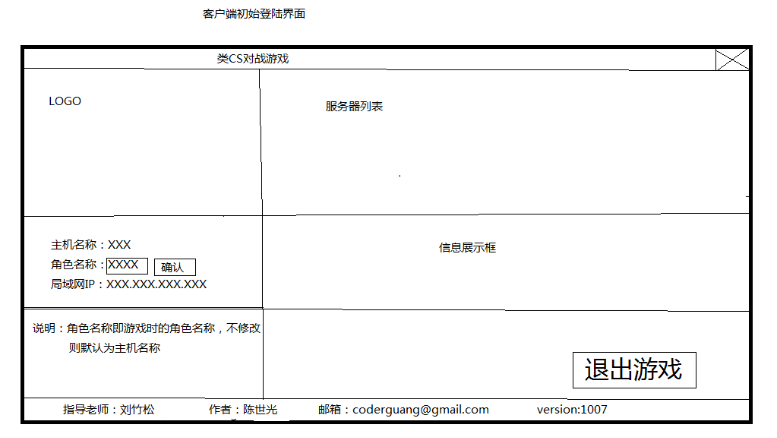 客户端初始登陆界面
类CS对战游戏
LOGO
服务器列表
主机名称：XXX
角色名称：XXXX 确认
局域网IP：XXX.XXX.XXX.XXX
信息展示框
说明：角色名称即游戏时的角色名称，不修改
则默认为主机名称
退出游戏
指导老师：刘竹松 作者：陈世光 邮箱：coderguang@gmail.com version:1007